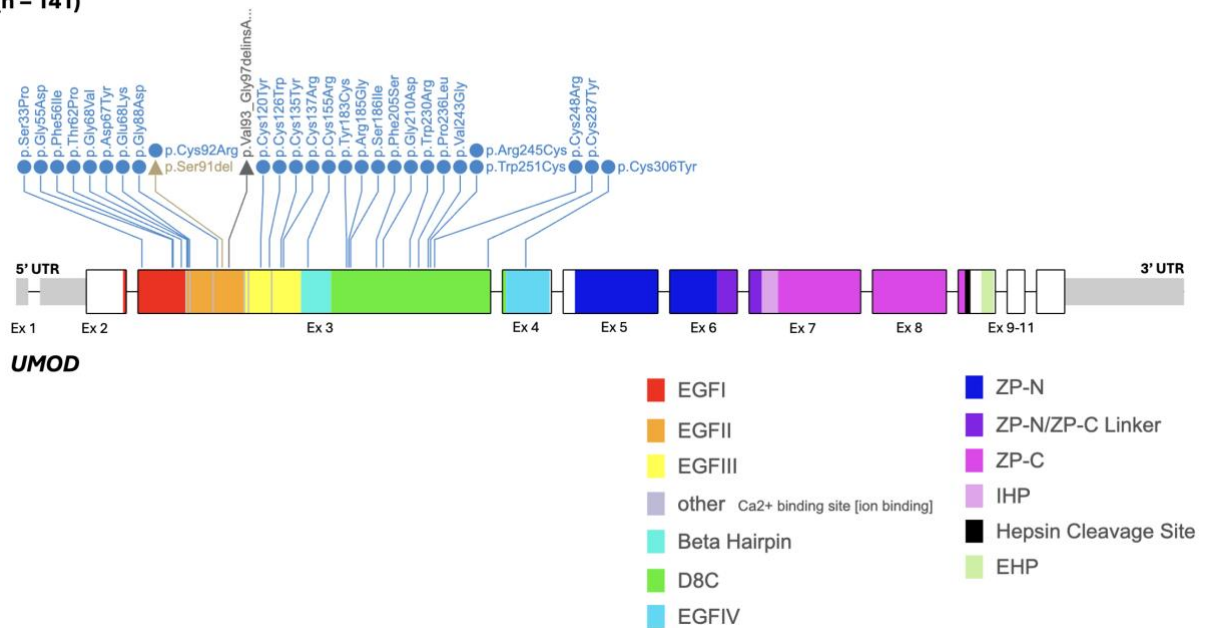 (n = 141)
p.Ser33Pro
p.Gly55Asp
p.Phe56Ile
p.Thr62Pro
p.Gly68Val
p.Asp67Tyr
p.Glu68Lys
p.Gly88Asp
p.Cys92Arg
p.Ser91del
p.Val93_Gly97delinsA...
p.Cys120Tyr
p.Cys126Trp
p.Cys135Tyr
p.Cys137Arg
p.Cys155Arg
p.Tyr183Cys
p.Arg185Gly
p.Ser186Ile
p.Phe205Ser
p.Gly210Asp
p.Trp230Arg
p.Pro236Leu
p.Val243Gly
p.Arg245Cys
p.Trp251Cys
p.Cys248Arg
p.Cys287Tyr
p.Cys306Tyr
5’ UTR
3’ UTR
Ex 1
Ex 2
Ex 3
Ex 4
Ex 5
Ex 6
Ex 7
Ex 8
Ex 9-11
UMOD
EGFI
EGFII
EGFIII
other Ca2+ binding site [ion binding]
Beta Hairpin
D8C
EGFIV
ZP-N
ZP-N/ZP-C Linker
ZP-C
IHP
Hepsin Cleavage Site
EHP